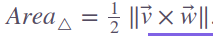 Area△ = 1/2 ‖v⃗ × w⃗‖.